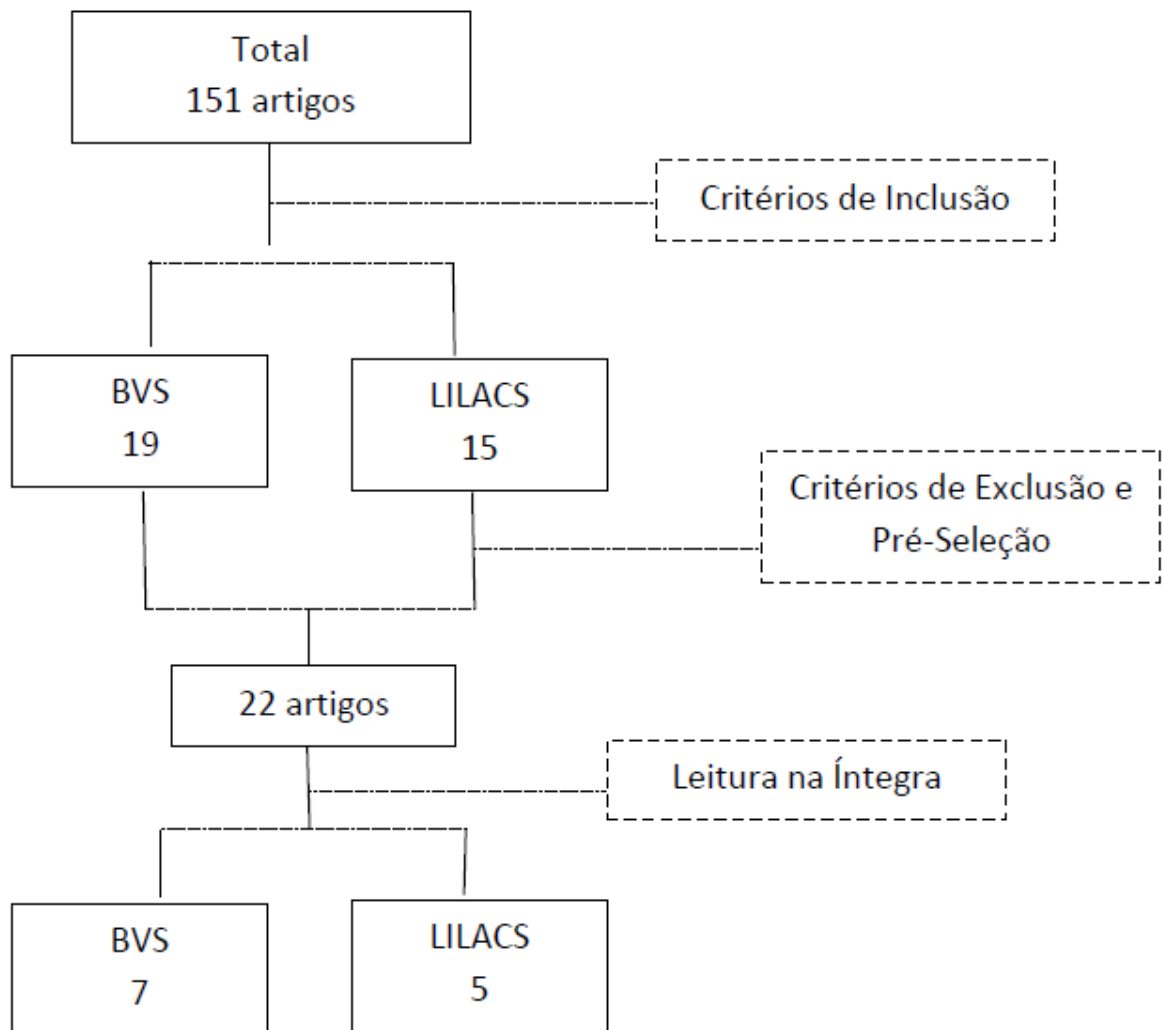 Total
151 artigos
Critérios de Inclusão
BVS
19
LILACS
15
Critérios de Exclusão e
Pré-Seleção
22 artigos
Leitura na Íntegra
BVS
7
LILACS
5